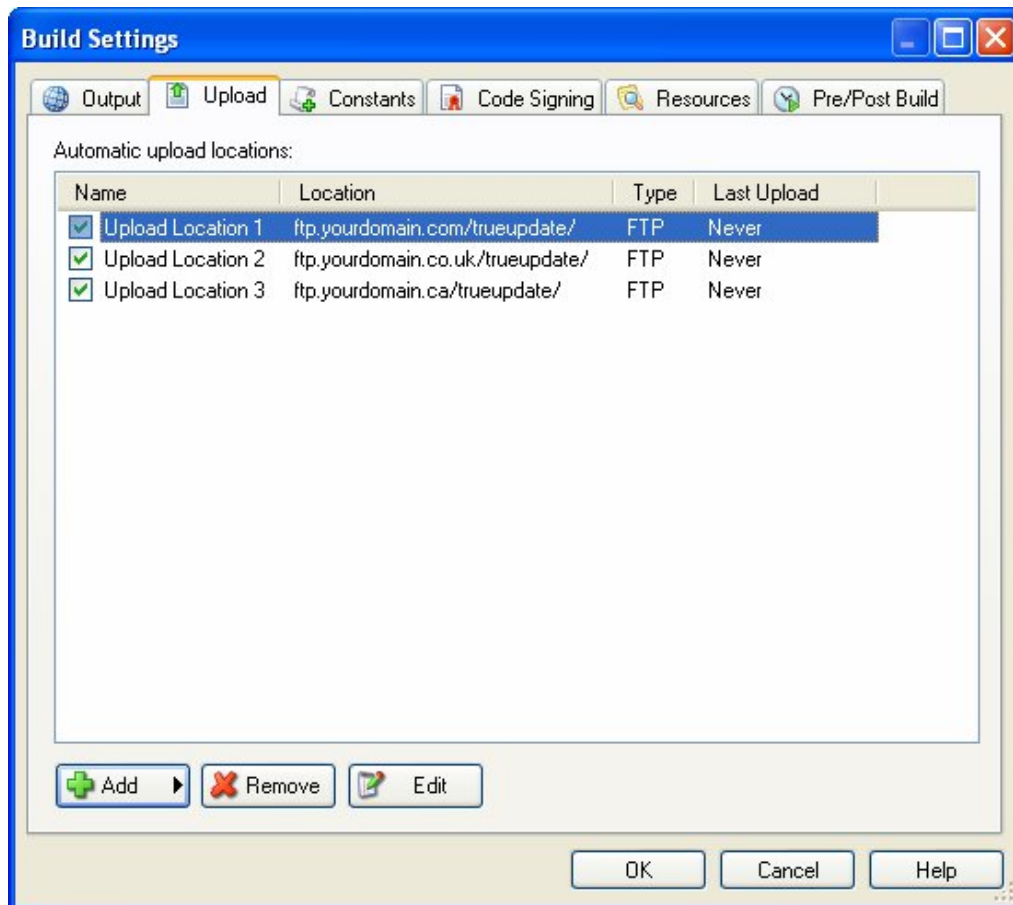 Build Settings
Output Upload Constants Code Signing Resources Pre/Post Build
Automatic upload locations:
Name Location Type Last Upload
Upload Location 1 ftp.yourdomain.com/trueupdate/ FTP Never
Upload Location 2 ftp.yourdomain.co.uk/trueupdate/ FTP Never
Upload Location 3 ftp.yourdomain.ca/trueupdate/ FTP Never
Add Remove Edit
OK Cancel Help